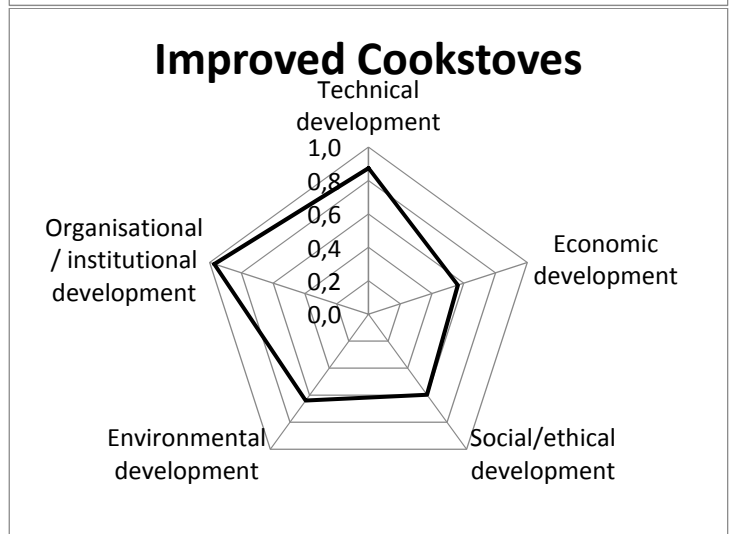 Improved Cookstoves
Technical
development
1,0
0,8
0,6
0,4
0,2
0,0
Organisational
/ institutional
development
Economic
development
Environmental
development
Social/ethical
development